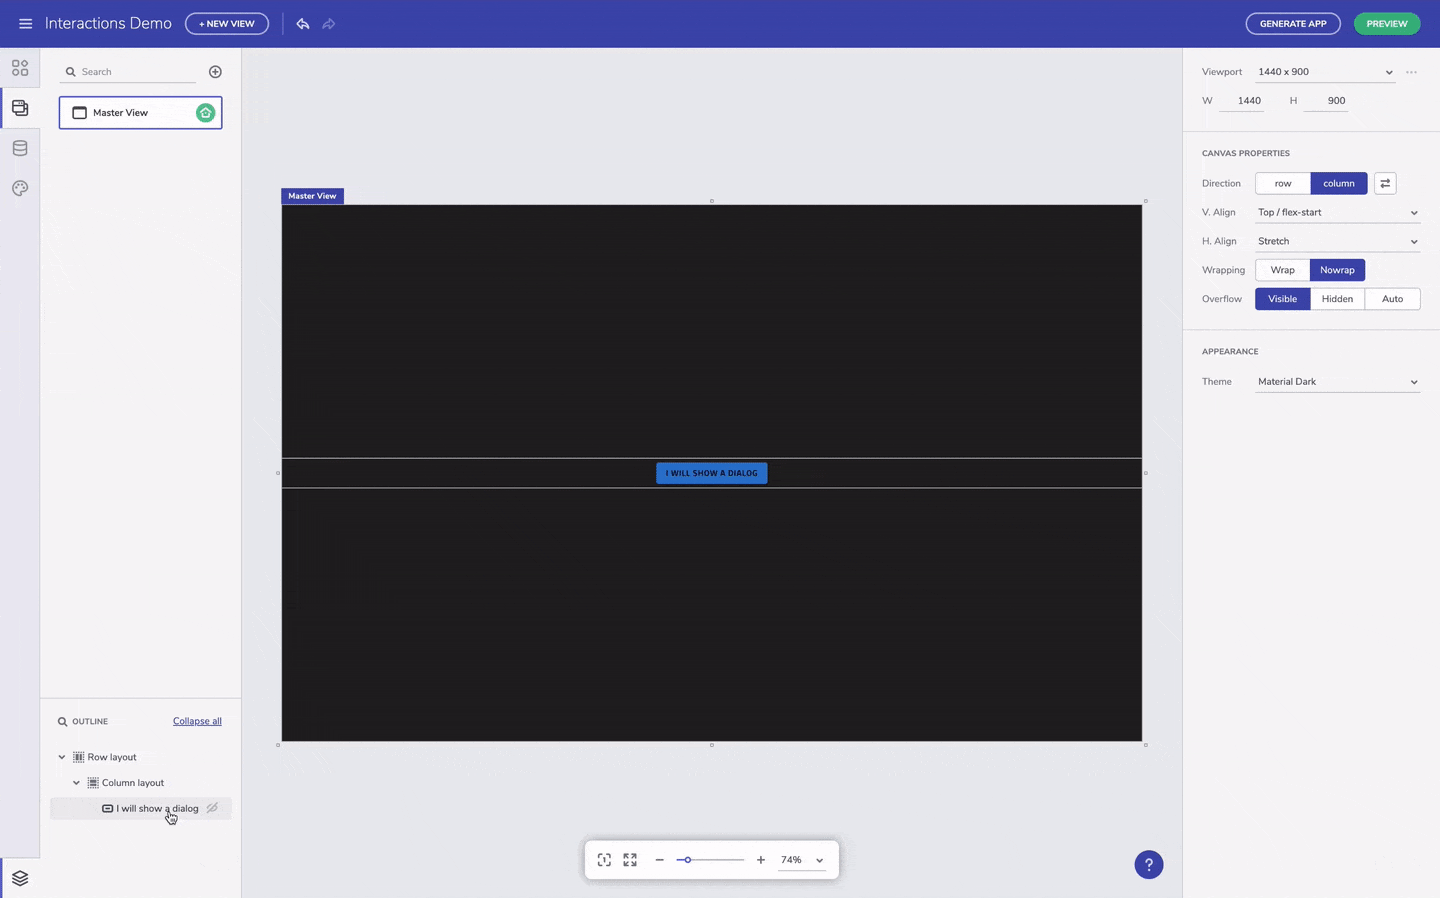 Interactions Demo
+ NEW VIEW
GENERATE APP
PREVIEW
Search
Master View
OUTLINE
Collapse all
Row layout
Column layout
I will show a dialog
Master View
I WILL SHOW A DIALOG
74%
?
Viewport 1440 x 900
W 1440 H 900
CANVAS PROPERTIES
Direction row column
V. Align Top / flex-start
H. Align Stretch
Wrapping Wrap Nowrap
Overflow Visible Hidden Auto
APPEARANCE
Theme Material Dark